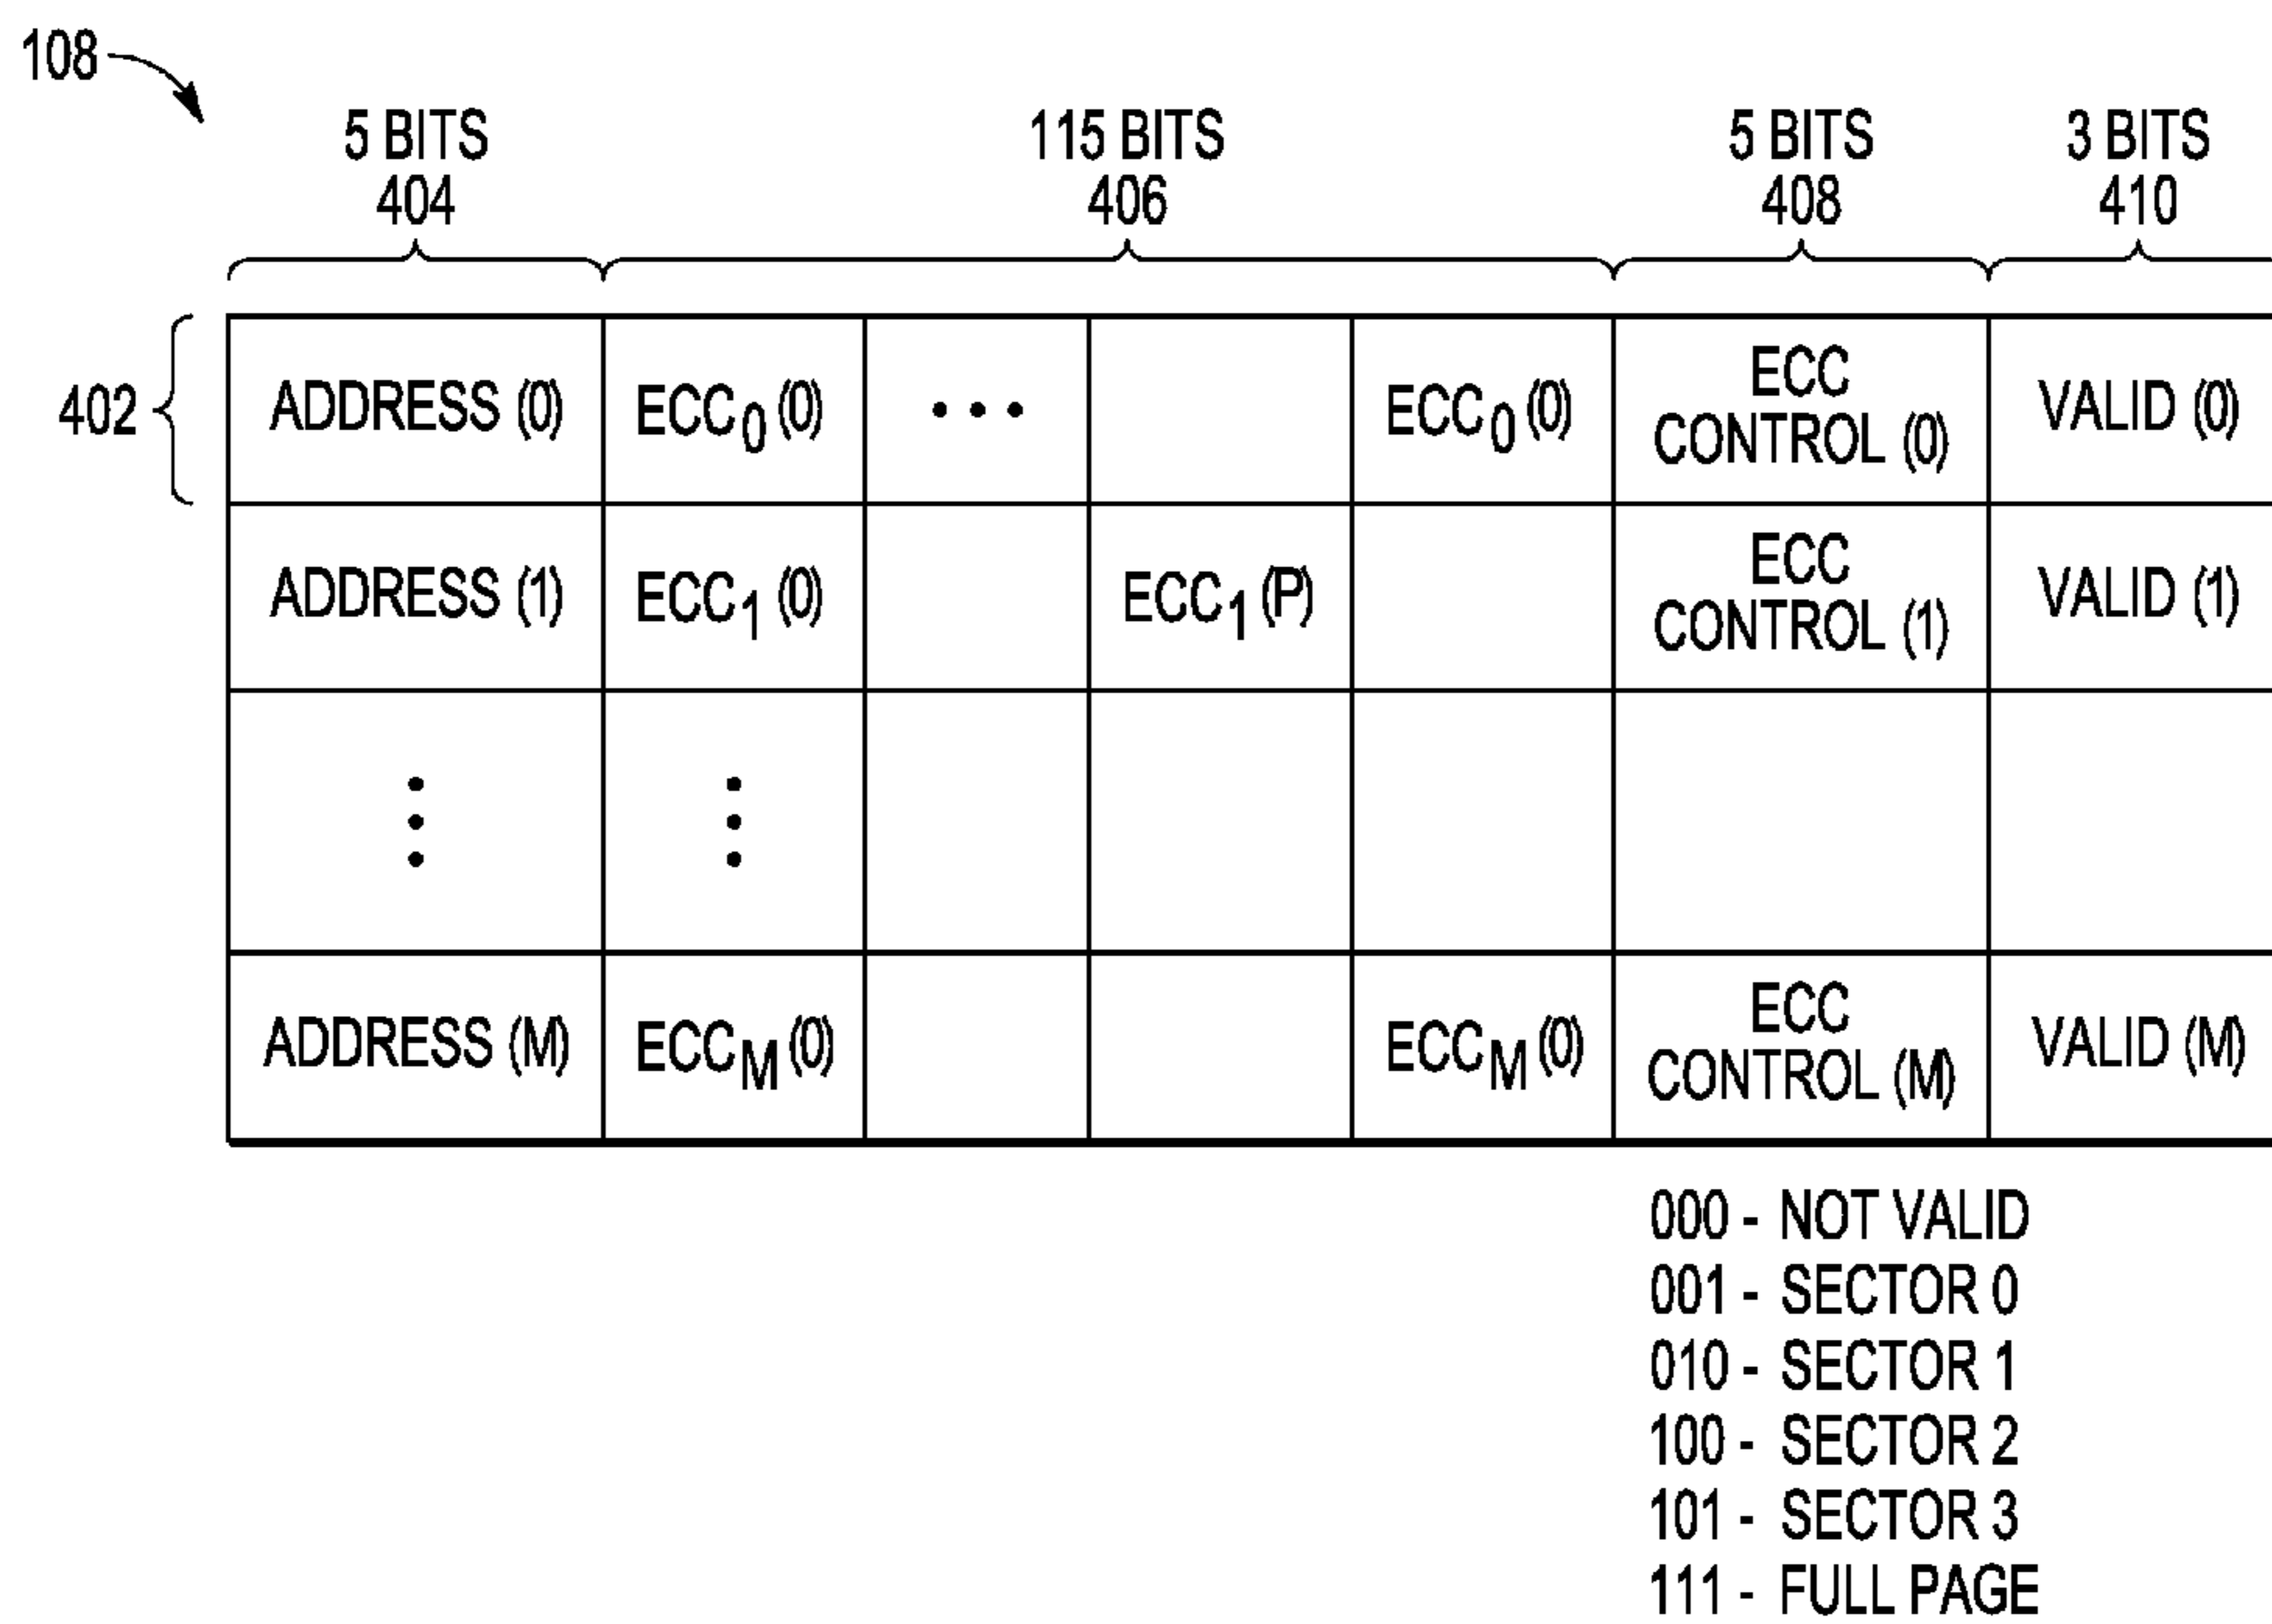 108
5 BITS 115 BITS 5 BITS 3 BITS
404 406 408 410
402
ADDRESS (0) ECC0 (0) • • • ECC0 (0) ECC CONTROL (0) VALID (0)
ADDRESS (1) ECC1 (0) ECC1 (P) ECC CONTROL (1) VALID (1)
ADDRESS (M) ECCM (0) ECCM (0) ECC CONTROL (M) VALID (M)
000 - NOT VALID
001 - SECTOR 0
010 - SECTOR 1
100 - SECTOR 2
101 - SECTOR 3
111 - FULL PAGE